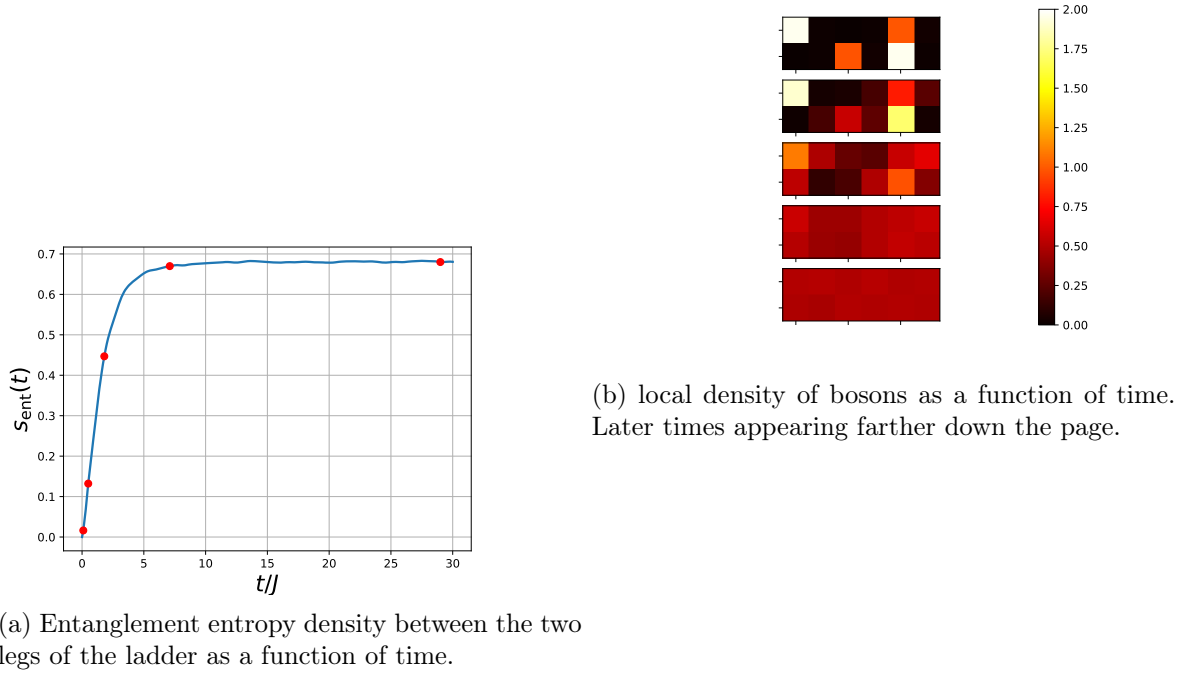 0.7
0.6
0.5
0.4
0.3
0.2
0.1
0.0
s_ent(t)
0 5 10 15 20 25 30
t/J
(a) Entanglement entropy density between the two
legs of the ladder as a function of time.
2.00
1.75
1.50
1.25
1.00
0.75
0.50
0.25
0.00
(b) local density of bosons as a function of time.
Later times appearing farther down the page.